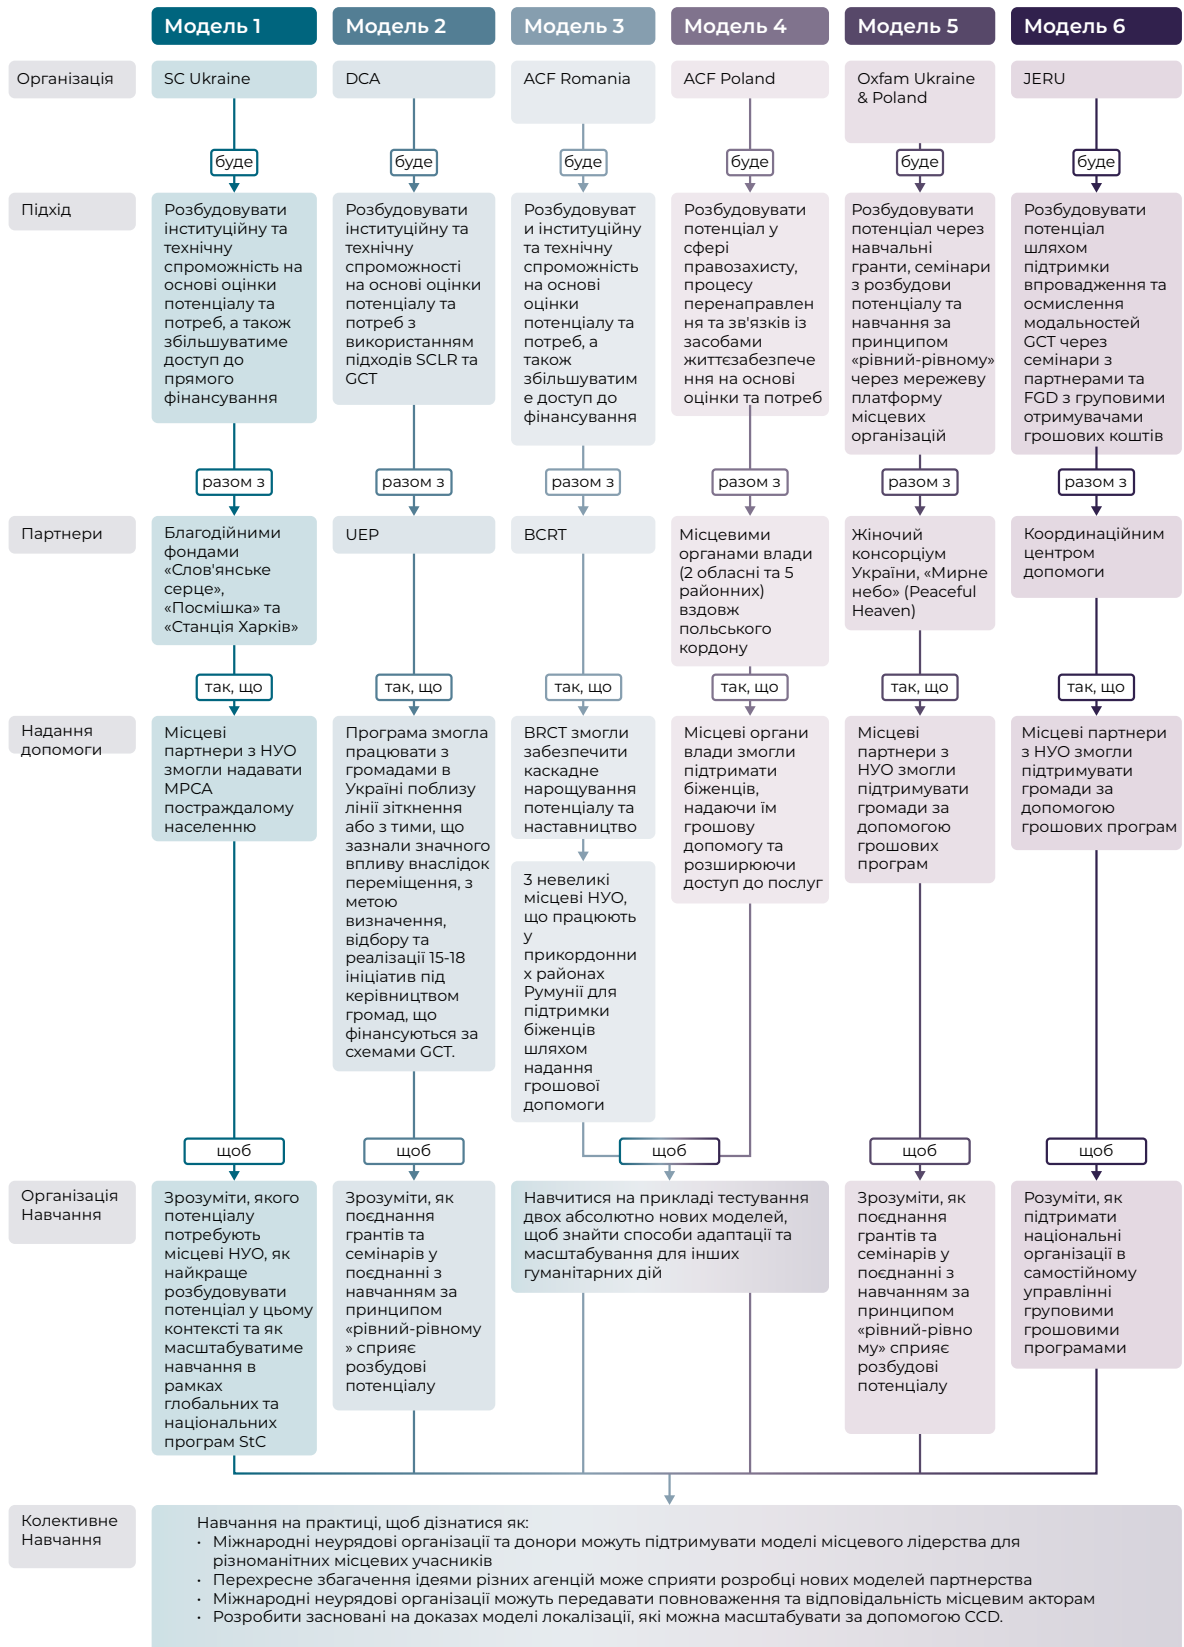 Модель 1
Модель 2
Модель 3
Модель 4
Модель 5
Модель 6
Організація
SC Ukraine
DCA
ACF Romania
ACF Poland
Oxfam Ukraine
& Poland
JERU
буде
буде
буде
буде
буде
буде
Підхід
Розбудовувати
інституційну та
технічну
спроможність на
основі оцінки
потенціалу та
потреб, а також
збільшуватиме
доступ до
прямого
фінансування
Розбудовувати
інституційну та
технічну
спроможності
на основі оцінки
потенціалу та
потреб з
використанням
підходів SCLR та
GCT
Розбудовуват
и інституційну
та технічну
спроможність
на основі
оцінки
потенціалу та
потреб, а
також
збільшуватим
е доступ до
фінансування
Розбудовувати
потенціал у
сфері
правозахисту,
процесу
перенаправлен
ня та зв'язків із
засобами
життєзабезпече
ення на основі
оцінки та потреб
Розбудовувати
потенціал через
навчальні
гранти, семінари
з розбудови
потенціалу та
навчання за
принципом
«рівний-рівному»
через мережеву
платформу
місцевих
організацій
Розбудовувати
потенціал
шляхом
підтримки
впровадження та
осмислення
модальностей
GCT через
семінари з
партнерами та
FGD з груповими
отримувачами
грошових коштів
разом з
разом з
разом з
разом з
разом з
разом з
Партнери
Благодійними
фондами
«Слов'янське
серце»,
«Посмішка» та
«Станція Харків»
UEP
BCRT
Місцевими
органами влади
(2 обласні та 5
районних)
вздовж
польського
кордону
Жіночий
консорціум
України, «Мирне
небо» (Peaceful
Heaven)
Координаційним
центром
допомоги
так, що
так, що
так, що
так, що
так, що
так, що
Надання
допомоги
Місцеві
партнери з НУО
змогли надавати
МРСА
постраждалому
населенню
Програма змогла
працювати з
громадами в
Україні поблизу
лінії зіткнення
або з тими, що
зазнали значного
впливу внаслідок
переміщення, з
метою
визначення,
відбору та
реалізації 15-18
ініціатив під
керівництвом
громад, що
фінансуються за
схемами GCT.
BRCT змогли
забезпечити
каскадне
нарощування
потенціалу та
наставництво
3 невеликі
місцеві НУО,
що працюють
у
прикордонни
х районах
Румунії для
підтримки
біженців
шляхом
надання
грошової
допомоги
Місцеві органи
влади змогли
підтримати
біженців,
надаючи їм
грошову
допомогу та
розширюючи
доступ до послуг
Місцеві
партнери з
НУО змогли
підтримувати
громади за
допомогою
грошових
програм
Місцеві партнери
з НУО змогли
підтримувати
громади за
допомогою
грошових програм
щоб
щоб
щоб
щоб
щоб
Організація
Навчання
Зрозуміти, якого
потенціалу
потребують
місцеві НУО, як
найкраще
розбудовувати
потенціал у цьому
контексті та як
масштабуватиме
навчання в
рамках
глобальних та
національних
програм StC
Зрозуміти, як
поєднання
грантів та
семінарів у
поєднанні з
навчанням за
принципом
«рівний-рівному
» сприяє
розбудові
потенціалу
Навчитися на прикладі тестування
двох абсолютно нових моделей,
щоб знайти способи адаптації та
масштабування для інших
гуманітарних дій
Зрозуміти, як
поєднання
грантів та
семінарів у
поєднанні з
навчанням за
принципом
«рівний-рівно
му» сприяє
розбудові
потенціалу
Розуміти, як
підтримати
національні
організації в
самостійному
управлінні
груповими
грошовими
програмами
Колективне
Навчання
Навчання на практиці, щоб дізнатися як:
• Міжнародні неурядові організації та донори можуть підтримувати моделі місцевого лідерства для
різноманітних місцевих учасників
• Перехресне збагачення ідеями різних агенцій може сприяти розробці нових моделей партнерства
• Міжнародні неурядові організації можуть передавати повноваження та відповідальність місцевим акторам
• Розробити засновані на доказах моделі локалізації, які можна масштабувати за допомогою CCD.